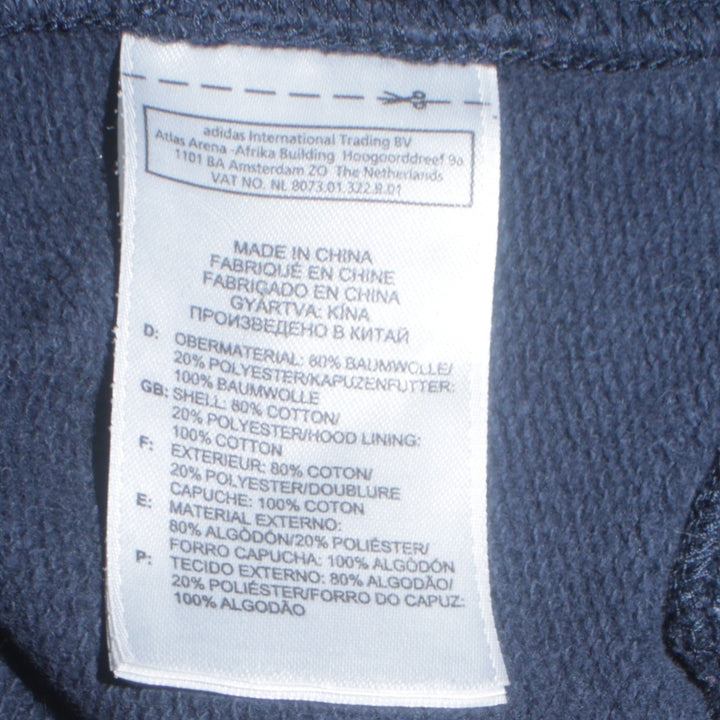 adidas International Trading BV
Atlas Arena -Afrika Building Hoogoorddreef 9a
1101 BA Amsterdam ZO The Netherlands
VAT NO. NL 8073.01.322.B.01
MADE IN CHINA
FABRIQUÉ EN CHINE
FABRICADO EN CHINA
GYÁRTVA: KÍNA
ПРОИЗВЕДЕНО В КИТАЙ
D: OBERMATERIAL: 80% BAUMWOLLE/
20% POLYESTER/KAPUZENFUTTER:
100% BAUMWOLLE
GB: SHELL: 80% COTTON/
20% POLYESTER/HOOD LINING:
100% COTTON
F: EXTERIEUR: 80% COTON/
20% POLYESTER/DOUBLURE
CAPUCHE: 100% COTON
E: MATERIAL EXTERNO:
80% ALGODÓN/20% POLIÉSTER/
FORRO CAPUCHA: 100% ALGODÓN
P: TECIDO EXTERNO: 80% ALGODÃO/
20% POLIÉSTER/FORRO DO CAPUZ:
100% ALGODÃO